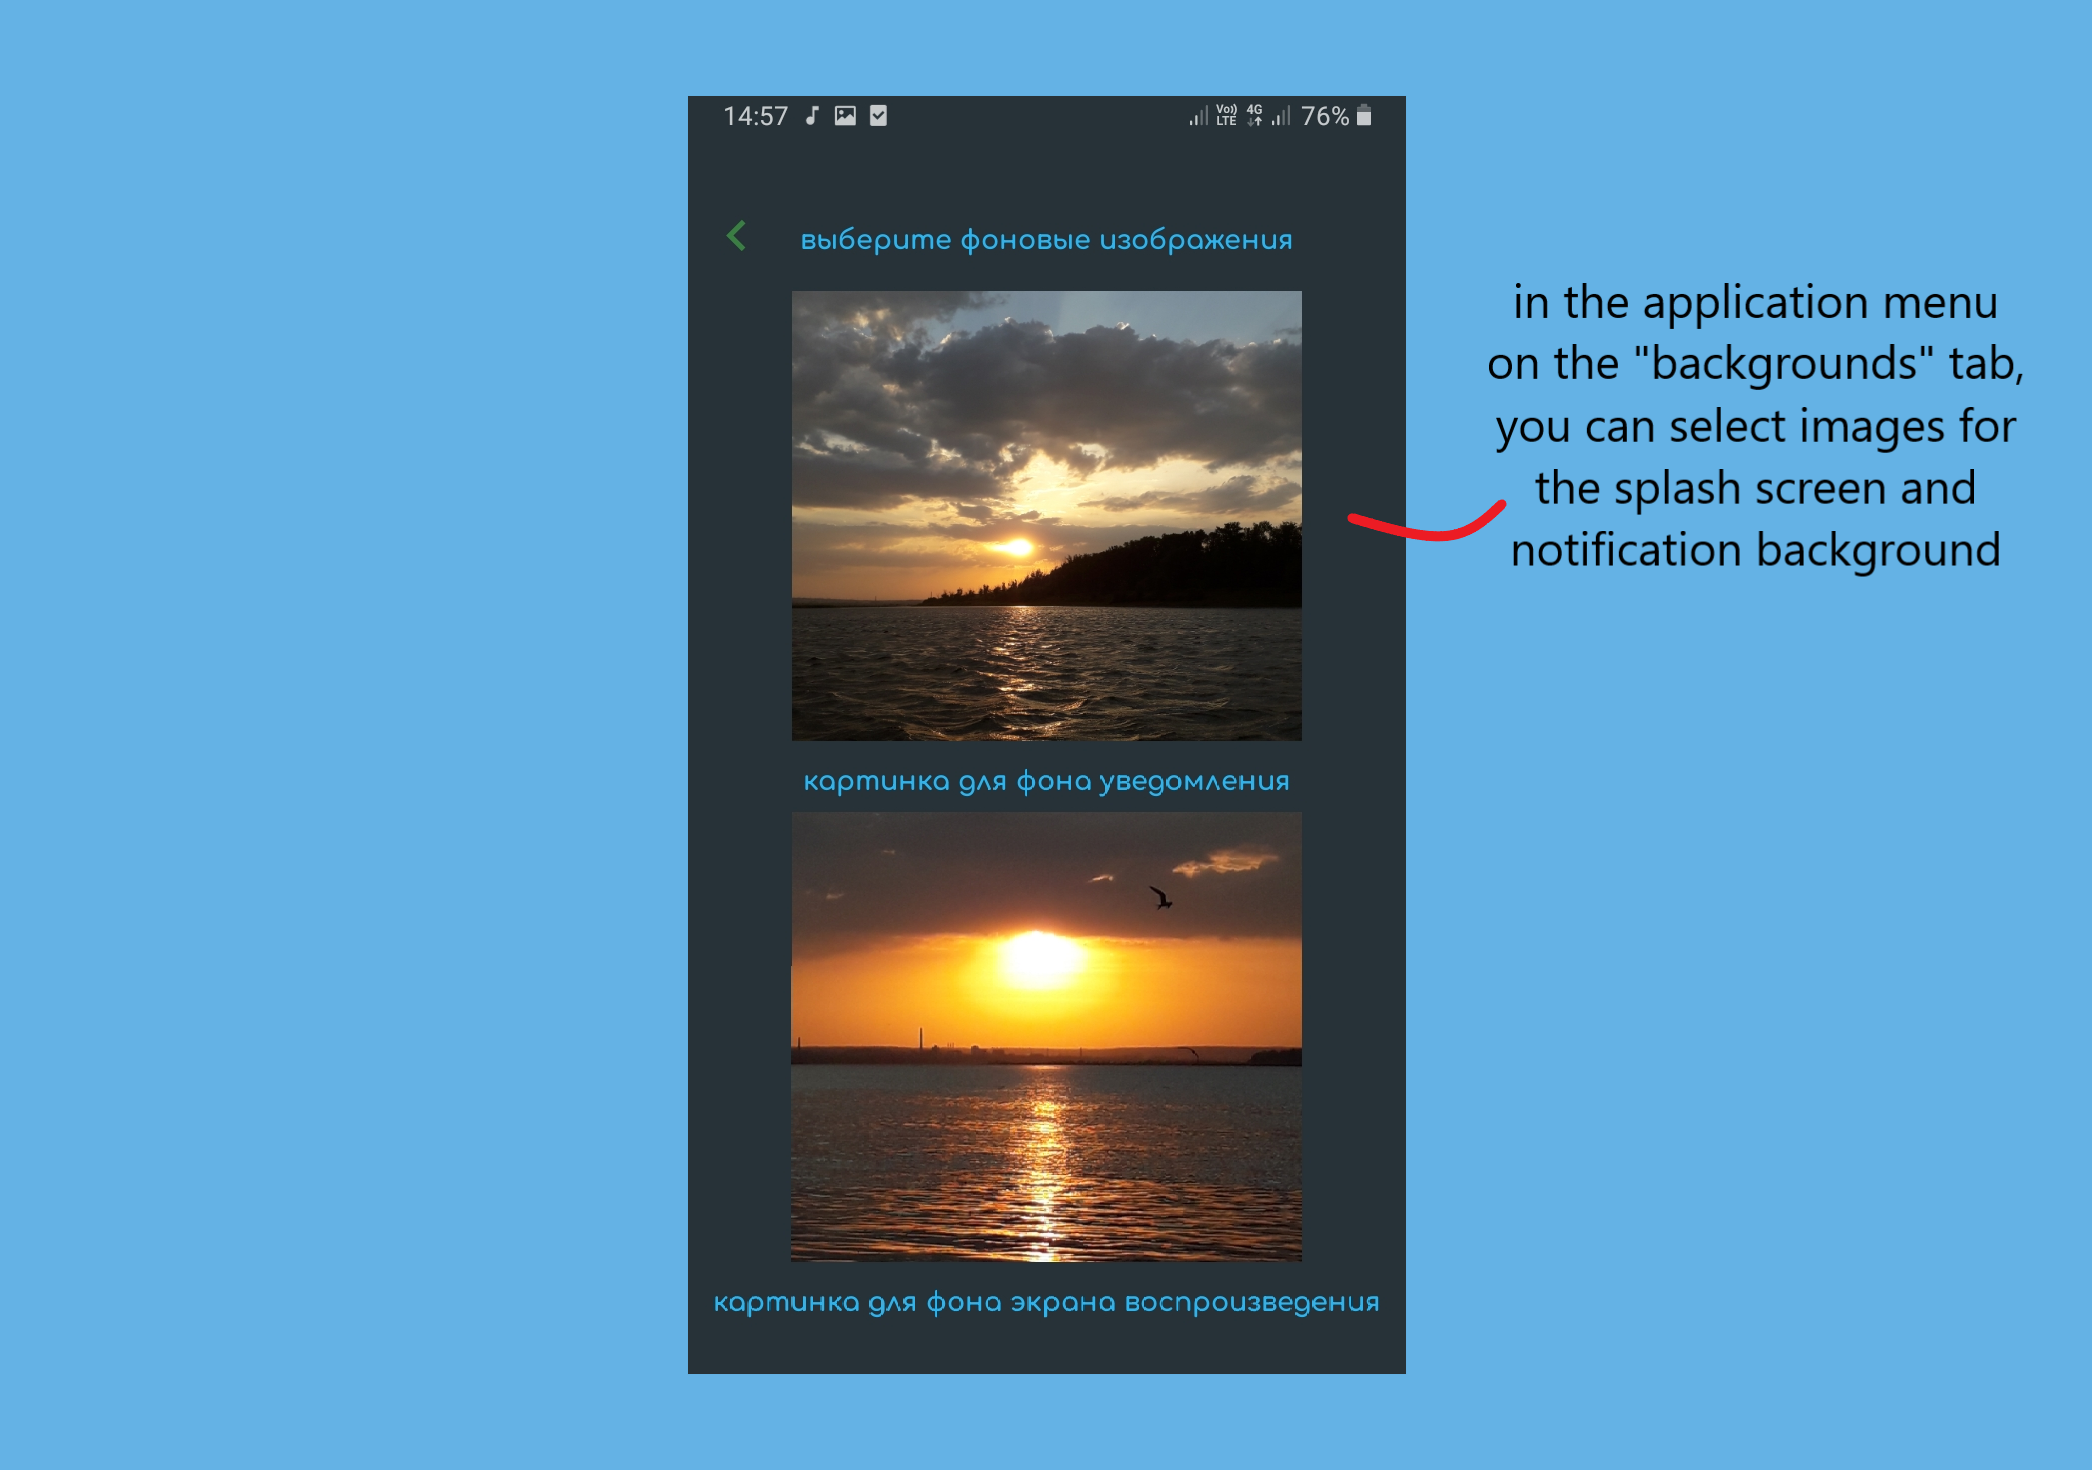 14:57
Vo)) LTE 4G 76%
выберите фоновые изображения
in the application menu
on the "backgrounds" tab,
you can select images for
the splash screen and
notification background
картинка для фона уведомления
картинка для фона экрана воспроизведения